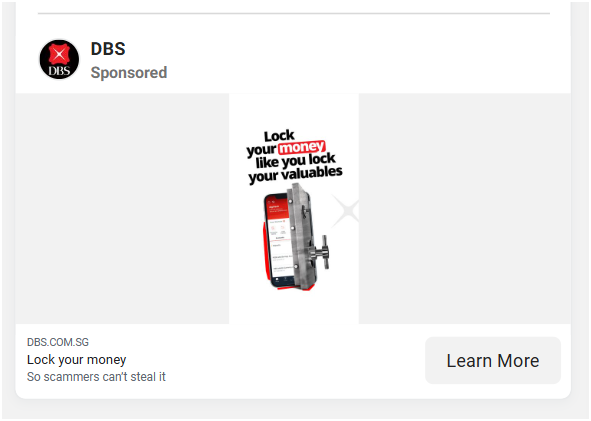 DBS
DBS
Sponsored
Lock
your money
like you lock
your valuables
DBS.COM.SG
Lock your money
So scammers can't steal it
Learn More